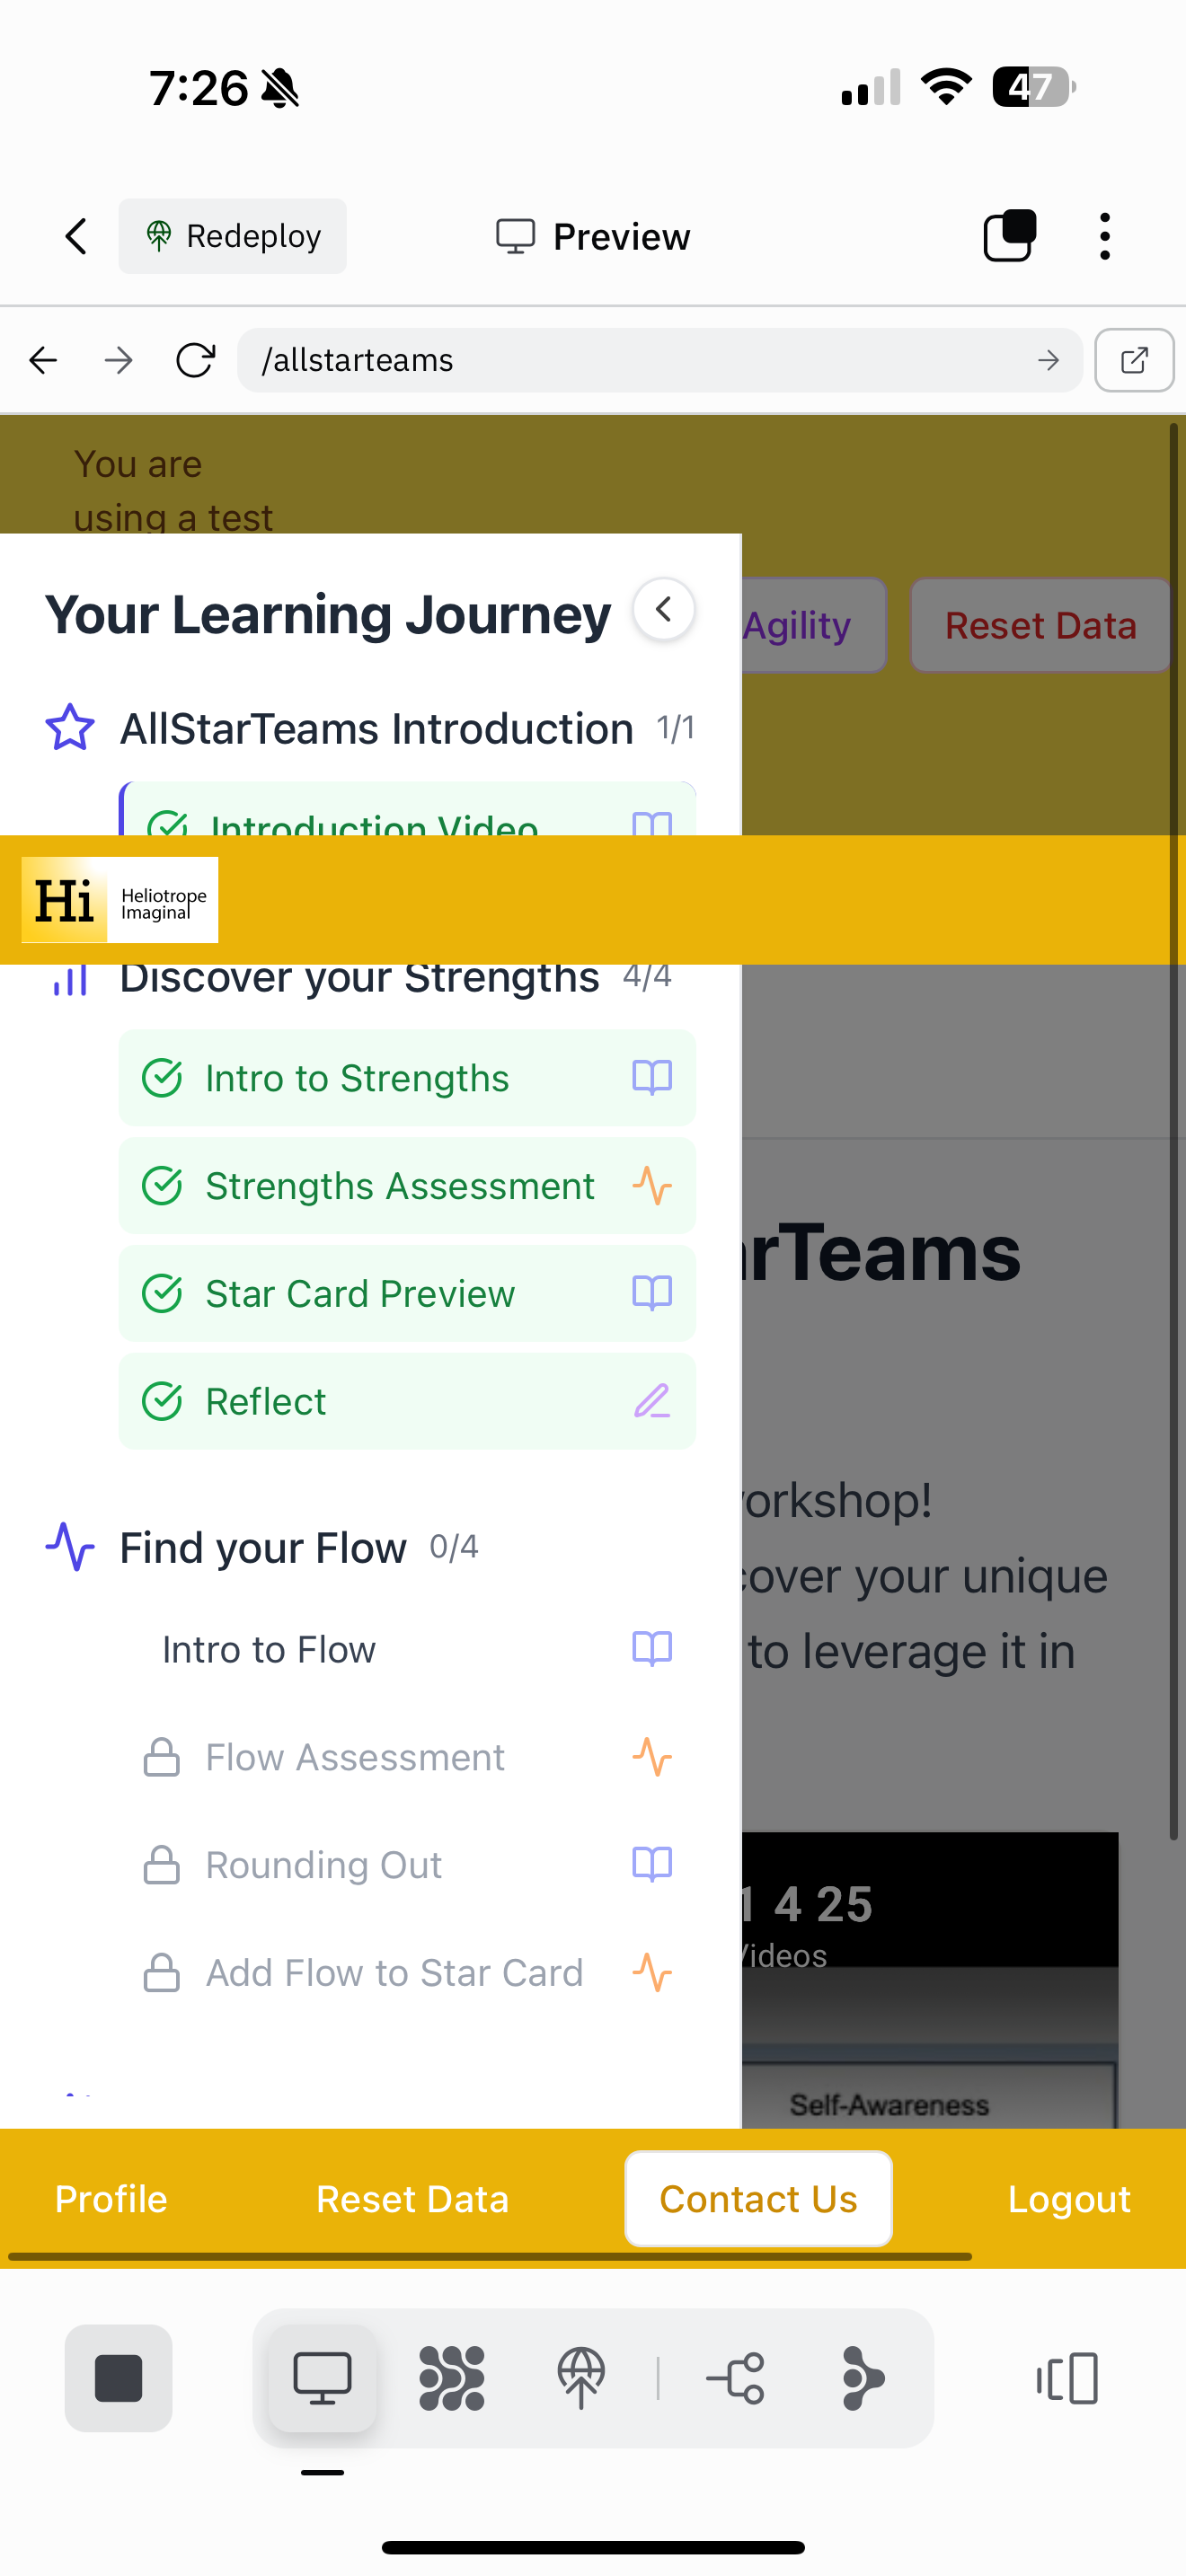 7:26
47
Redeploy
Preview
/allstarteams
You are
using a test
Your Learning Journey
Agility
Reset Data
AllStarTeams Introduction 1/1
Introduction Video
Hi Heliotrope
Imaginal
Discover your Strengths 4/4
Intro to Strengths
Strengths Assessment
rTeams
Star Card Preview
Reflect
orkshop!
Find your Flow 0/4
cover your unique
Intro to Flow
to leverage it in
Flow Assessment
Rounding Out
1 4 25
Videos
Add Flow to Star Card
Self-Awareness
Profile
Reset Data
Contact Us
Logout